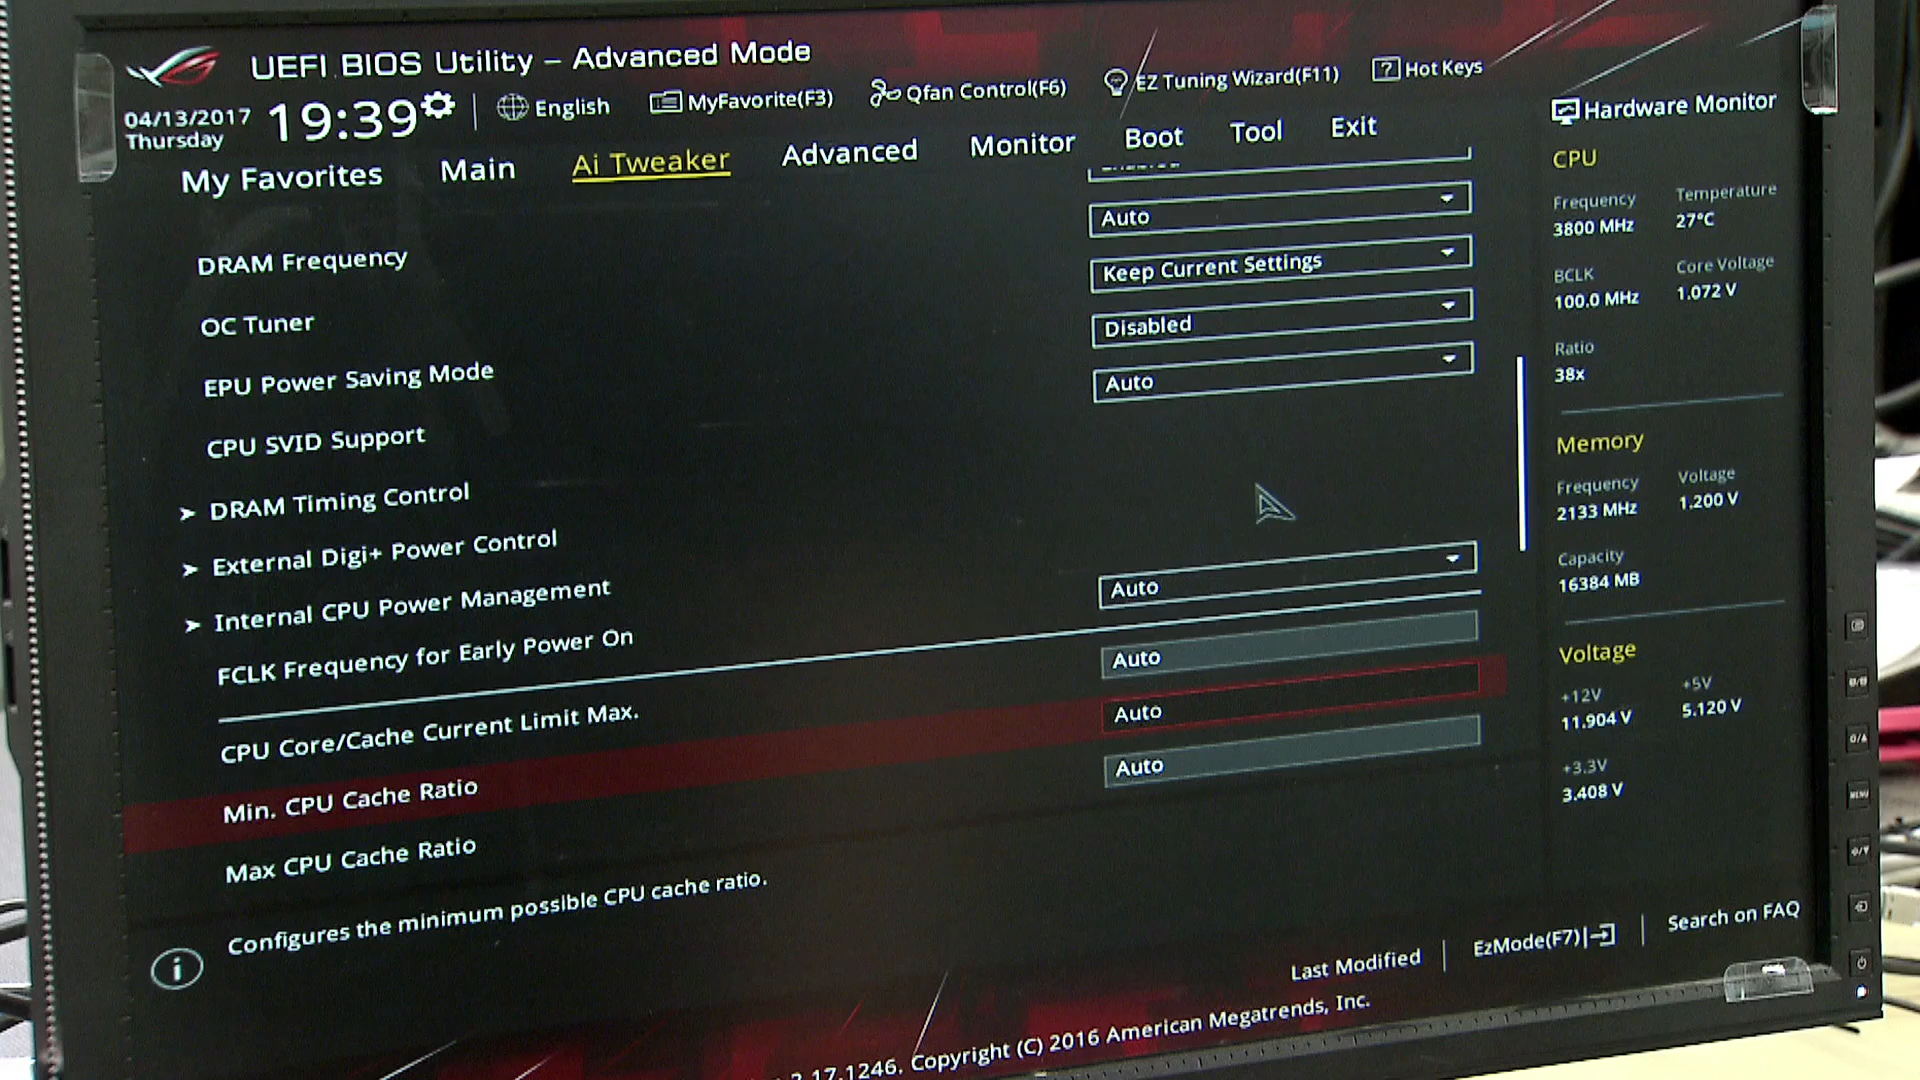 UEFI BIOS Utility – Advanced Mode
04/13/2017
Thursday
19:39
English
MyFavorite(F3)
Qfan Control(F6)
EZ Tuning Wizard(F11)
? Hot Keys
My Favorites
Main
Ai Tweaker
Advanced
Monitor
Boot
Tool
Exit
DRAM Frequency
Auto
OC Tuner
Keep Current Settings
EPU Power Saving Mode
Disabled
CPU SVID Support
Auto
DRAM Timing Control
External Digi+ Power Control
Internal CPU Power Management
FCLK Frequency for Early Power On
Auto
CPU Core/Cache Current Limit Max.
Auto
Min. CPU Cache Ratio
Auto
Max CPU Cache Ratio
Auto
Configures the minimum possible CPU cache ratio.
Hardware Monitor
CPU
Frequency Temperature
3800 MHz 27°C
BCLK Core Voltage
100.0 MHz 1.072 V
Ratio
38x
Memory
Frequency Voltage
2133 MHz 1.200 V
Capacity
16384 MB
Voltage
+12V +5V
11.904 V 5.120 V
+3.3V
3.408 V
Last Modified
EzMode(F7)
Search on FAQ
2.17.1246. Copyright (C) 2016 American Megatrends, Inc.
MENU